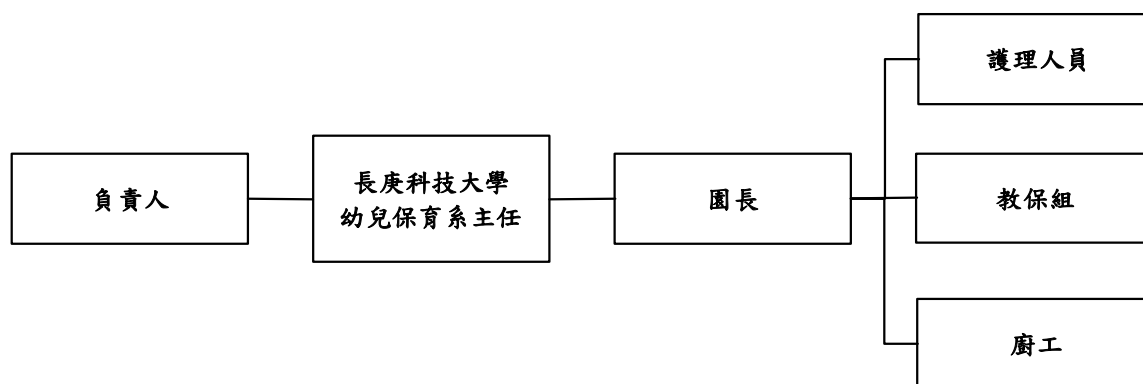 護理人員
負責人
長庚科技大學
幼兒保育系主任
園長
教保組
廚工